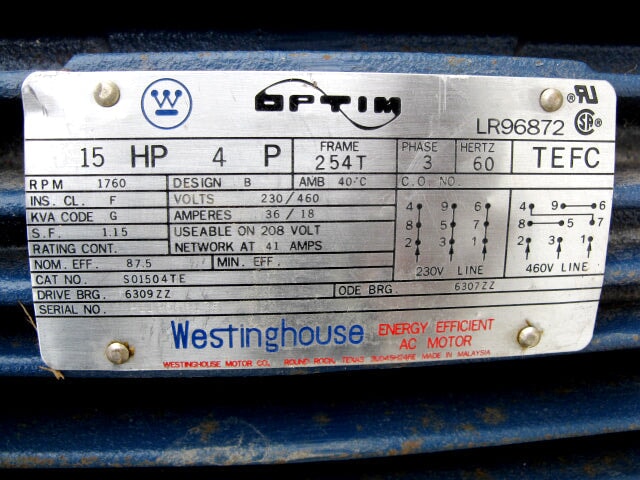 W OPTIM UR
LR96872 SA
15 HP 4 P FRAME 254T PHASE 3 HERTZ 60 TEFC
RPM 1760 DESIGN B AMB 40°C C.O. NO.
INS. CL. F VOLTS 230/460
KVA CODE G AMPERES 36/18
S.F. 1.15 USEABLE ON 208 VOLT
RATING CONT. NETWORK AT 41 AMPS
4 9 6
8 5 7
2 3 1
230V LINE
4 9 6
8 5 7
2 3 1
460V LINE
NOM. EFF. 87.5 MIN. EFF.
CAT NO. SO1504TE
DRIVE BRG. 6309ZZ ODE BRG. 6307ZZ
SERIAL NO.
Westinghouse ENERGY EFFICIENT
AC MOTOR
WESTINGHOUSE MOTOR CO. ROUND ROCK, TEXAS MADE IN MALAYSIA